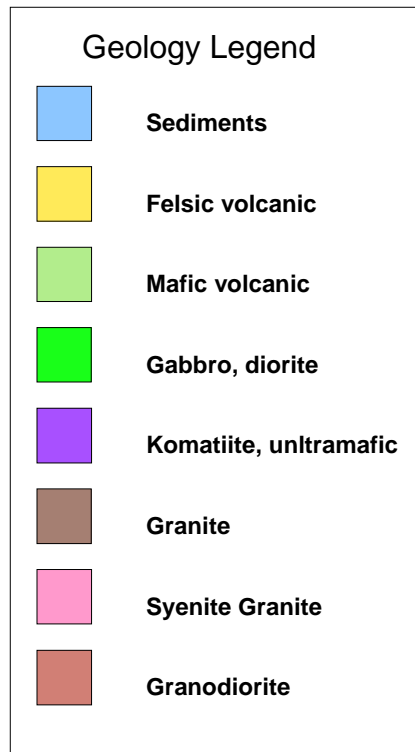 Geology Legend
Sediments
Felsic volcanic
Mafic volcanic
Gabbro, diorite
Komatiite, unltramafic
Granite
Syenite Granite
Granodiorite